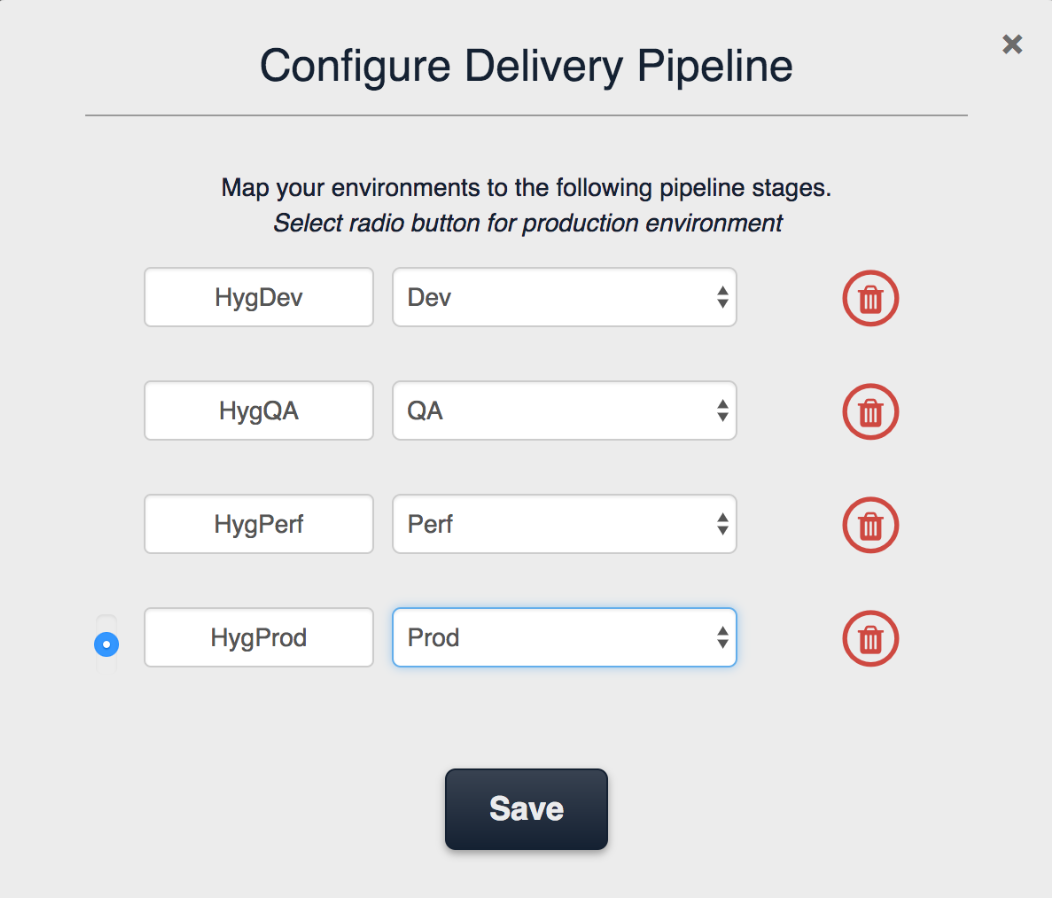 Configure Delivery Pipeline
Map your environments to the following pipeline stages.
Select radio button for production environment
HygDev Dev
HygQA QA
HygPerf Perf
HygProd Prod
Save